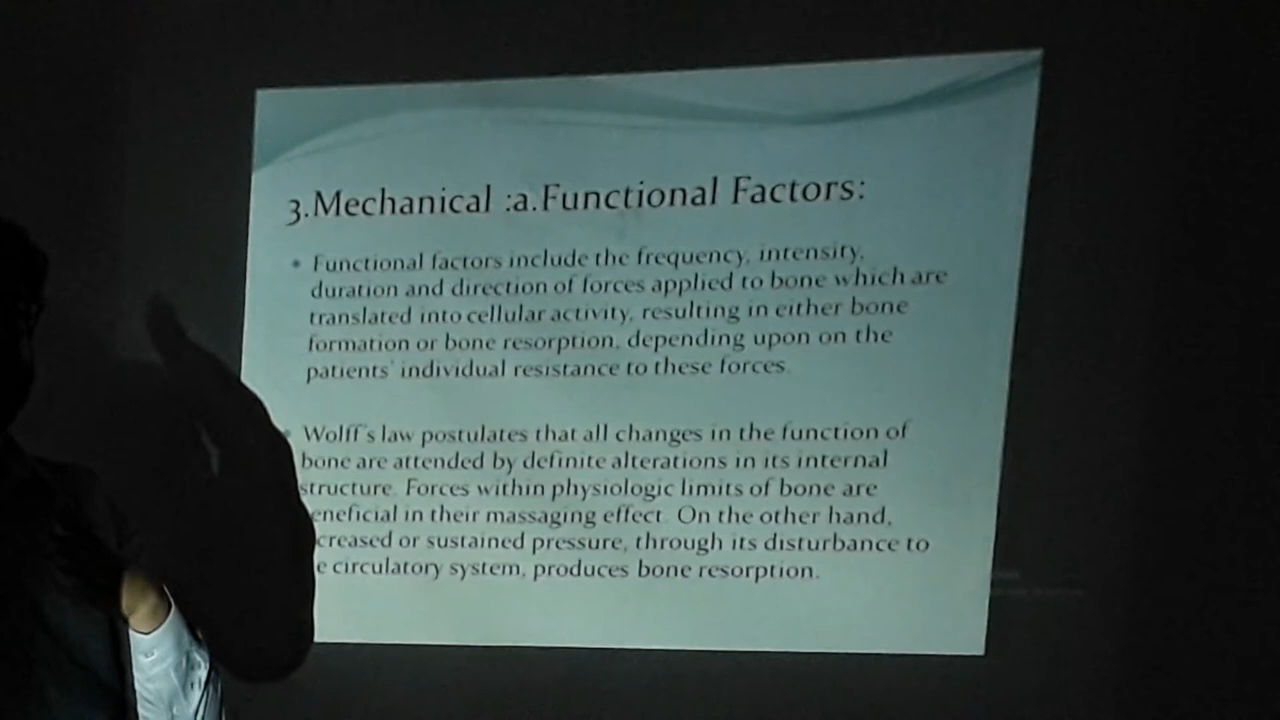 3.Mechanical :a.Functional Factors:
• Functional factors include the frequency, intensity,
duration and direction of forces applied to bone which are
translated into cellular activity, resulting in either bone
formation or bone resorption, depending upon on the
patients' individual resistance to these forces.
• Wolff's law postulates that all changes in the function of
bone are attended by definite alterations in its internal
structure. Forces within physiologic limits of bone are
eneficial in their massaging effect. On the other hand,
creased or sustained pressure, through its disturbance to
e circulatory system, produces bone resorption.